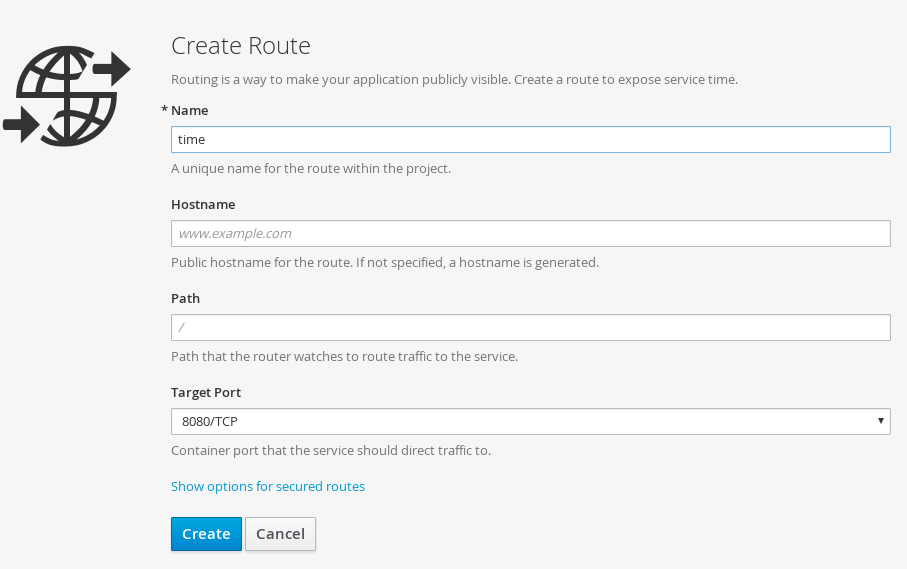 Create Route
Routing is a way to make your application publicly visible. Create a route to expose service time.
* Name
time
A unique name for the route within the project.
Hostname
www.example.com
Public hostname for the route. If not specified, a hostname is generated.
Path
/
Path that the router watches to route traffic to the service.
Target Port
8080/TCP
Container port that the service should direct traffic to.
Show options for secured routes
Create Cancel